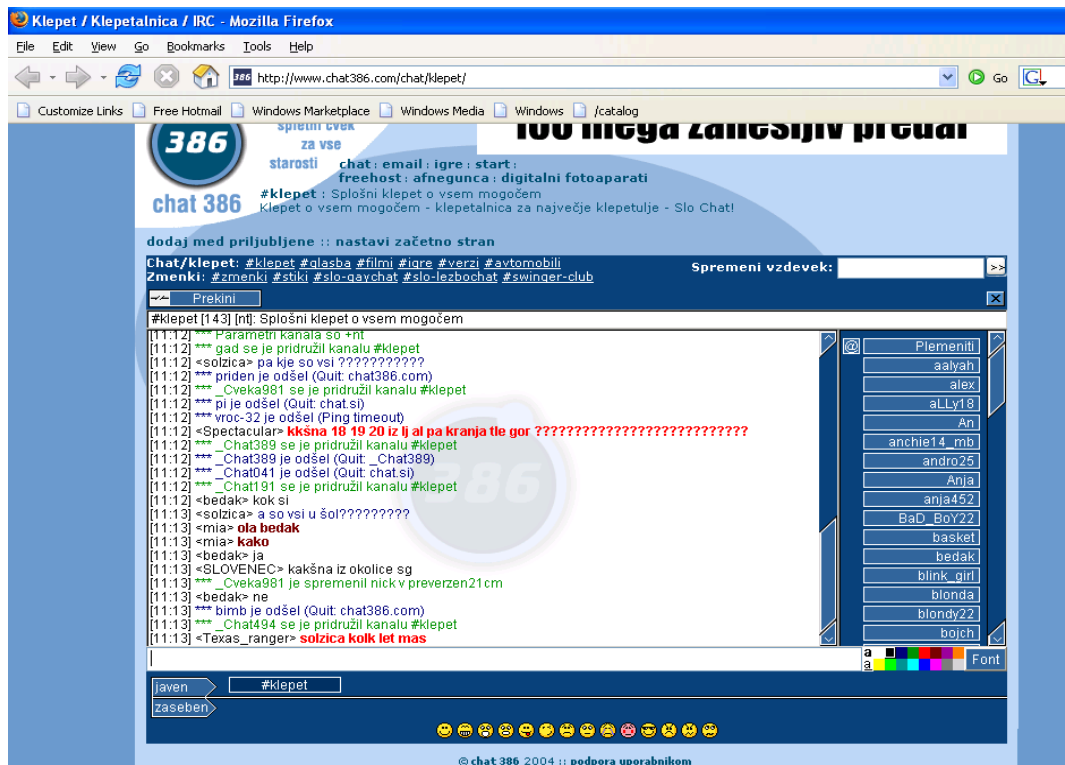 Klepet / Klepetalnica / IRC - Mozilla Firefox
File Edit View Go Bookmarks Tools Help
386 http://www.chat386.com/chat/klepet/ Go G
Customize Links Free Hotmail Windows Marketplace Windows Media Windows /catalog
386 spletni cvek 100 mega zanesljiv predal
za vse
starosti chat : email : igre : start :
freehost : afnegunca : digitalni fotoaparati
chat 386 #klepet : Splošni klepet o vsem mogočem
Klepet o vsem mogočem - klepetalnica za največje klepetulje - Slo Chat!
dodaj med priljubljene :: nastavi začetno stran
Chat/klepet: #klepet #glasba #filmi #igre #verzi #avtomobili
Zmenki: #zmenki #stiki #slo-gaychat #slo-lezbochat #swinger-club
Spremeni vzdevek: >>
Prekini
#klepet [143] [nt]: Splošni klepet o vsem mogočem
[11:12] *** Parametri kanala so +nt
[11:12] *** gad se je pridružil kanalu #klepet
[11:12] <solzica> pa kje so vsi ???????????
[11:12] *** priden je odšel (Quit: chat386.com)
[11:12] *** _Cveka981 se je pridružil kanalu #klepet
[11:12] *** pi je odšel (Quit: chat.si)
[11:12] *** vroc-32 je odšel (Ping timeout)
[11:12] <Spectacular> kkšna 18 19 20 iz lj al pa kranja tle gor ???????????????????????????
[11:12] *** _Chat389 se je pridružil kanalu #klepet
[11:12] *** _Chat389 je odšel (Quit: _Chat389)
[11:12] *** _Chat041 je odšel (Quit: chat.si)
[11:12] *** _Chat191 se je pridružil kanalu #klepet
[11:12] <bedak> kok si
[11:13] <solzica> a so vsi u šol?????????
[11:13] <mia> ola bedak
[11:13] <mia> kako
[11:13] <bedak> ja
[11:13] <SLOVENEC> kakšna iz okolice sg
[11:13] *** _Cveka981 je spremenil nick v preverzen21cm
[11:13] <bedak> ne
[11:13] *** bimb je odšel (Quit: chat386.com)
[11:13] *** _Chat494 se je pridružil kanalu #klepet
[11:13] <Texas_ranger> solzica kolk let mas
386
@ Plemeniti
aalyah
alex
aLLy18
An
anchie14_mb
andro25
Anja
anja452
BaD_BoY22
basket
bedak
blink_girl
blonda
blondy22
bojch
a
a
Font
javen #klepet
zaseben
© chat 386 2004 :: podpora uporabnikom